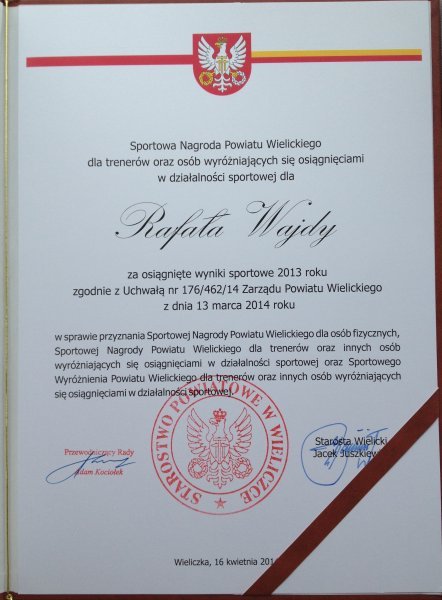 Sportowa Nagroda Powiatu Wielickiego
dla trenerów oraz osób wyróżniających się osiągnięciami
w działalności sportowej dla
Rafała Wajdy
za osiągnięte wyniki sportowe 2013 roku
zgodnie z Uchwałą nr 176/462/14 Zarządu Powiatu Wielickiego
z dnia 13 marca 2014 roku
w sprawie przyznania Sportowej Nagrody Powiatu Wielickiego dla osób fizycznych,
Sportowej Nagrody Powiatu Wielickiego dla trenerów oraz innych osób
wyróżniających się osiągnięciami w działalności sportowej oraz Sportowego
Wyróżnienia Powiatu Wielickiego dla trenerów oraz innych osób wyróżniających
się osiągnięciami w działalności sportowej.
STAROSTWO POWIATOWE W WIELICZCE
Przewodniczący Rady
Adam Kociołek
Starosta Wielicki
Jacek Juszkiew
Wieliczka, 16 kwietnia 201